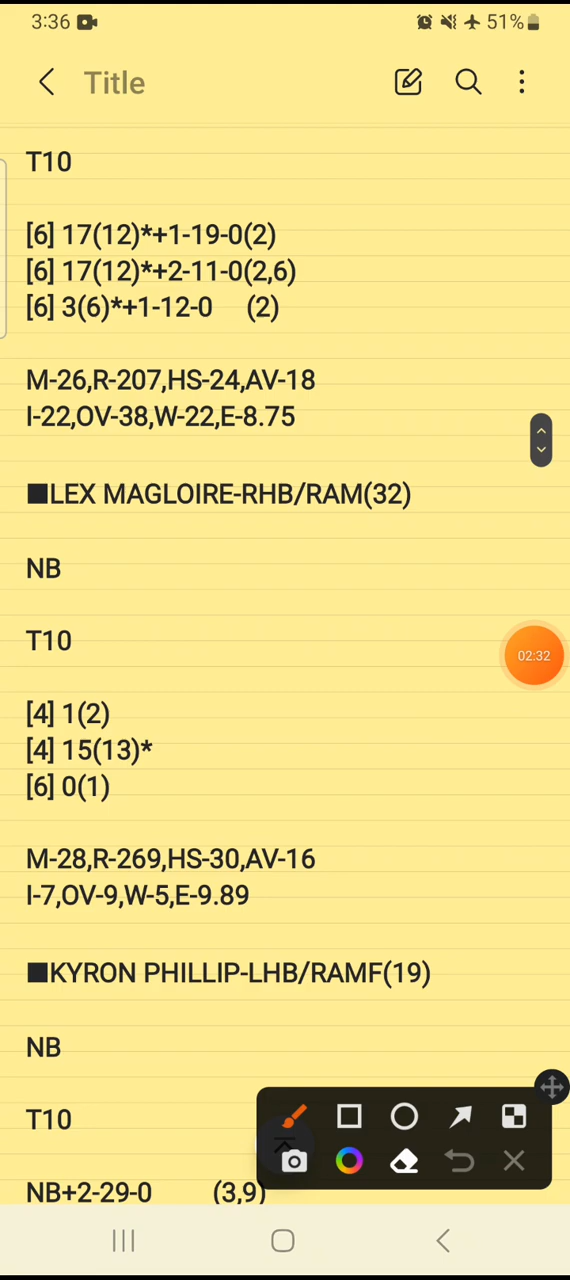 3:36
51%
Title
T10
[6] 17(12)*+1-19-0(2)
[6] 17(12)*+2-11-0(2,6)
[6] 3(6)*+1-12-0 (2)
M-26,R-207,HS-24,AV-18
I-22,OV-38,W-22,E-8.75
■LEX MAGLOIRE-RHB/RAM(32)
NB
T10
02:32
[4] 1(2)
[4] 15(13)*
[6] 0(1)
M-28,R-269,HS-30,AV-16
I-7,OV-9,W-5,E-9.89
■KYRON PHILLIP-LHB/RAMF(19)
NB
T10
NB+2-29-0 (3,9)